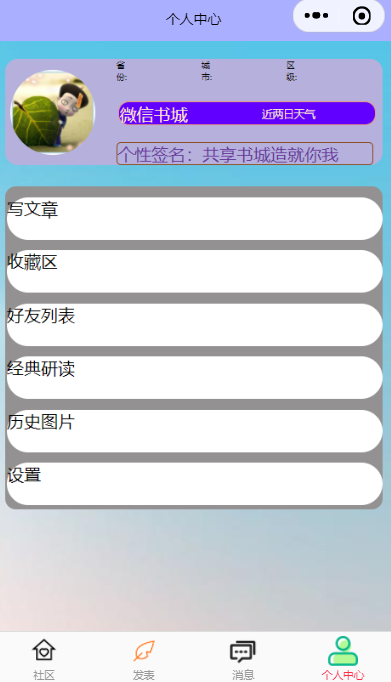 个人中心
省份:
城市:
区级:
微信书城 近两日天气
个性签名：共享书城造就你我
写文章
收藏区
好友列表
经典研读
历史图片
设置
社区 发表 消息 个人中心